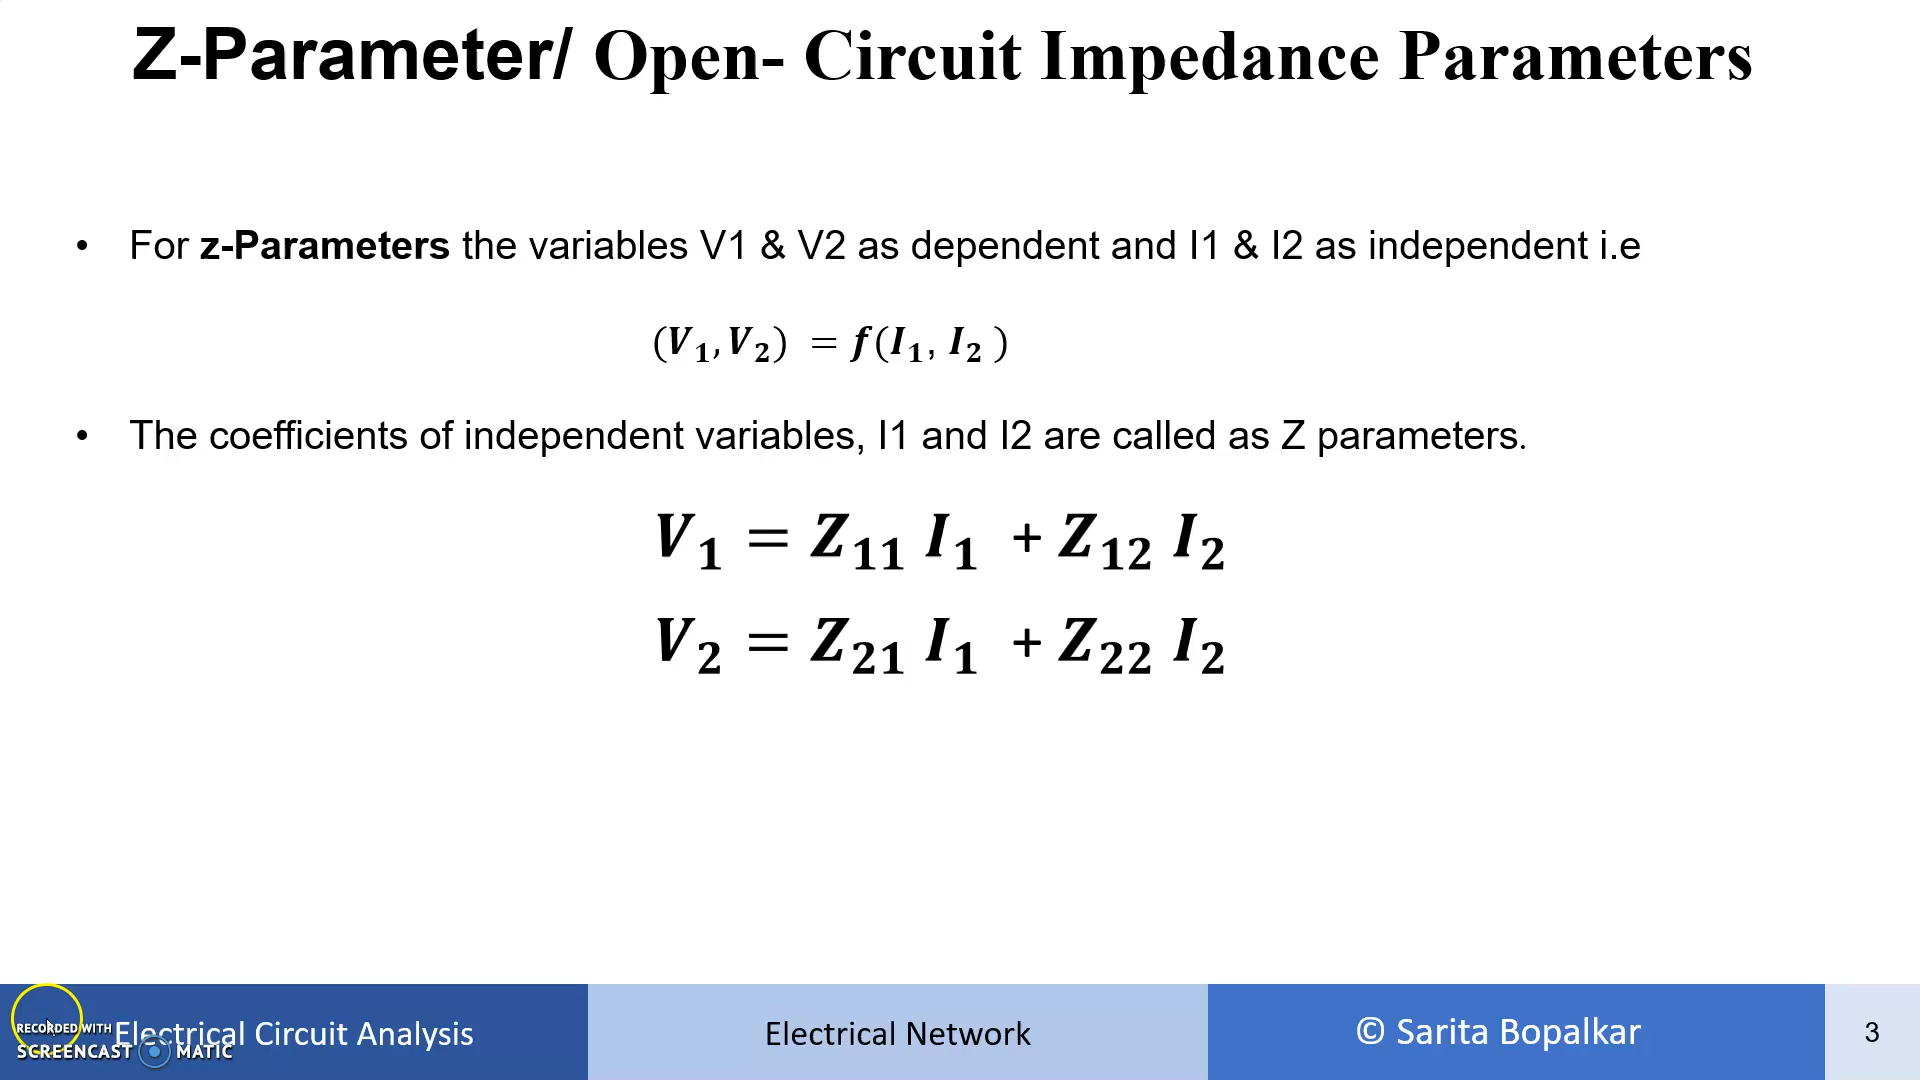 Z-Parameter/ Open- Circuit Impedance Parameters
• For z-Parameters the variables V1 & V2 as dependent and I1 & I2 as independent i.e
(V₁, V₂) = f(I₁, I₂ )
• The coefficients of independent variables, I1 and I2 are called as Z parameters.
V₁ = Z₁₁ I₁ + Z₁₂ I₂
V₂ = Z₂₁ I₁ + Z₂₂ I₂
RECORDED WITH
SCREENCAST MATIC
Electrical Circuit Analysis
Electrical Network
© Sarita Bopalkar
3